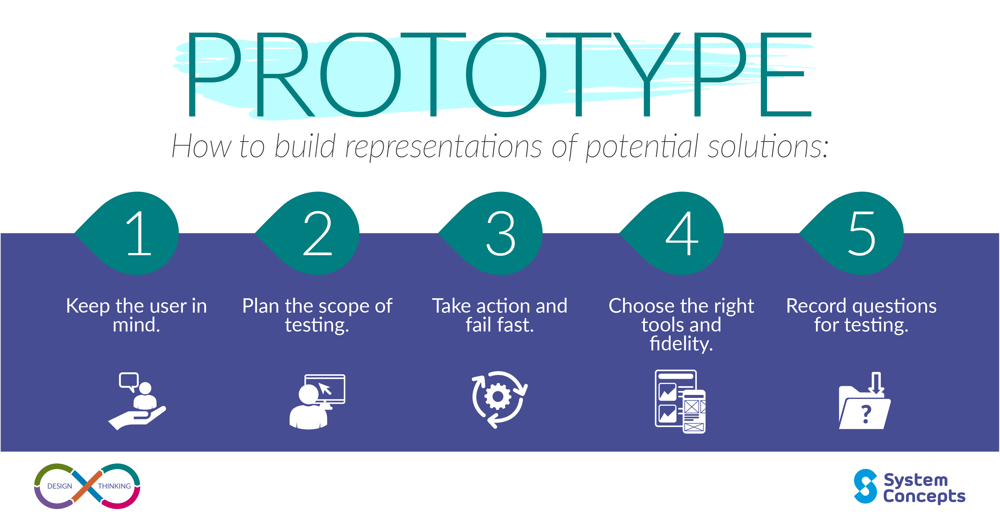 PROTOTYPE
How to build representations of potential solutions:
1
Keep the user in
mind.
2
Plan the scope of
testing.
3
Take action and
fail fast.
4
Choose the right
tools and
fidelity.
5
Record questions
for testing.
?
DESIGN THINKING
System
Concepts